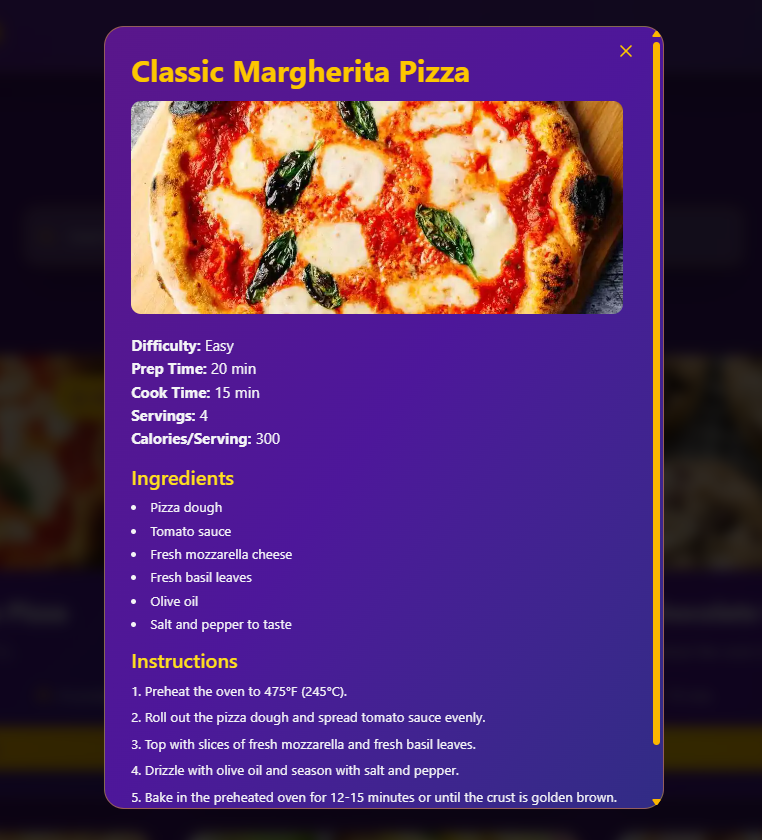 Classic Margherita Pizza
Difficulty: Easy
Prep Time: 20 min
Cook Time: 15 min
Servings: 4
Calories/Serving: 300
Ingredients
• Pizza dough
• Tomato sauce
• Fresh mozzarella cheese
• Fresh basil leaves
• Olive oil
• Salt and pepper to taste
Instructions
1. Preheat the oven to 475°F (245°C).
2. Roll out the pizza dough and spread tomato sauce evenly.
3. Top with slices of fresh mozzarella and fresh basil leaves.
4. Drizzle with olive oil and season with salt and pepper.
5. Bake in the preheated oven for 12-15 minutes or until the crust is golden brown.